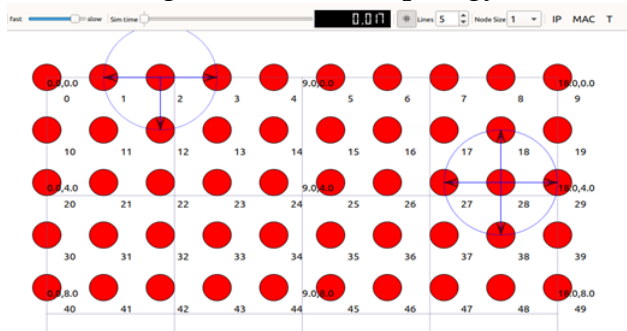 fast slow Sim time 0.017 Lines 5 Node Size 1 IP MAC T
0.0,0.0 9.0,0.0 18.0,0.0
0 1 2 3 4 5 6 7 8 9
10 11 12 13 14 15 16 17 18 19
0.0,4.0 9.0,4.0 18.0,4.0
20 21 22 23 24 25 26 27 28 29
30 31 32 33 34 35 36 37 38 39
0.0,8.0 9.0,8.0 18.0,8.0
40 41 42 43 44 45 46 47 48 49